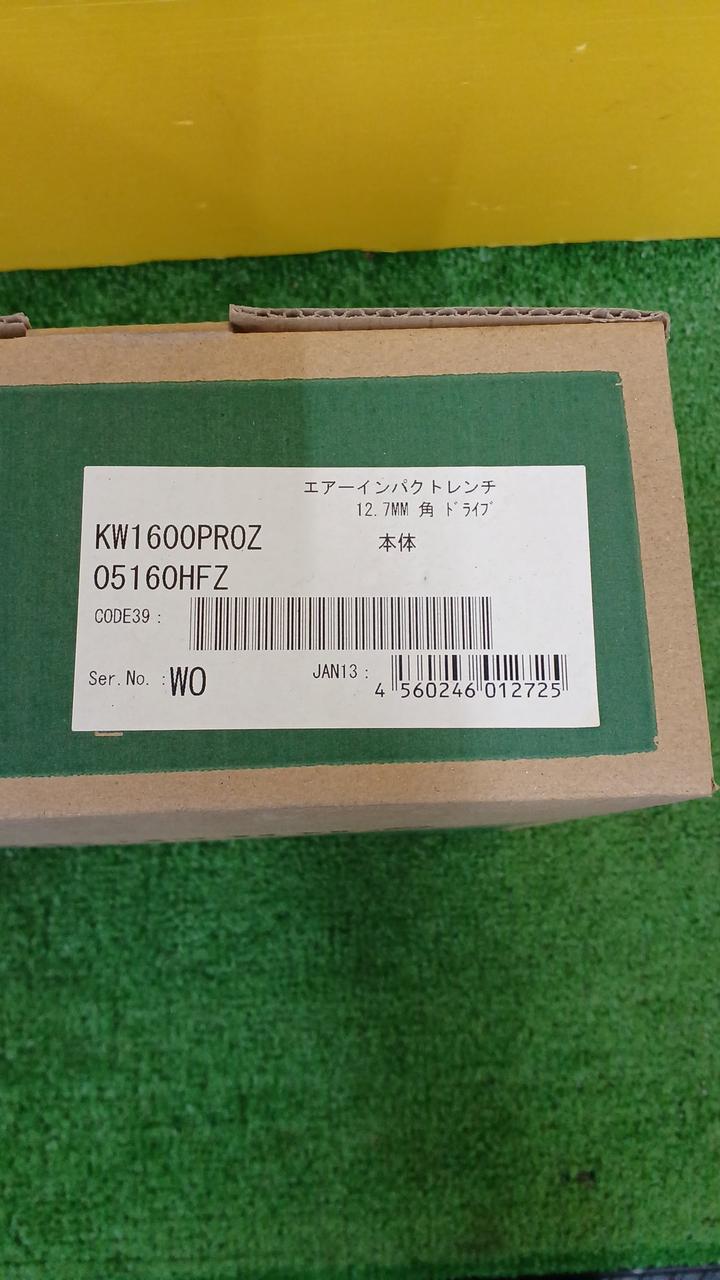 エアーインパクトレンチ
12.7MM 角 ﾄﾞﾗｲﾌﾞ
KW1600PROZ 本体
05160HFZ
CODE39 :
Ser.No. : WO JAN13 :
4 560246 012725